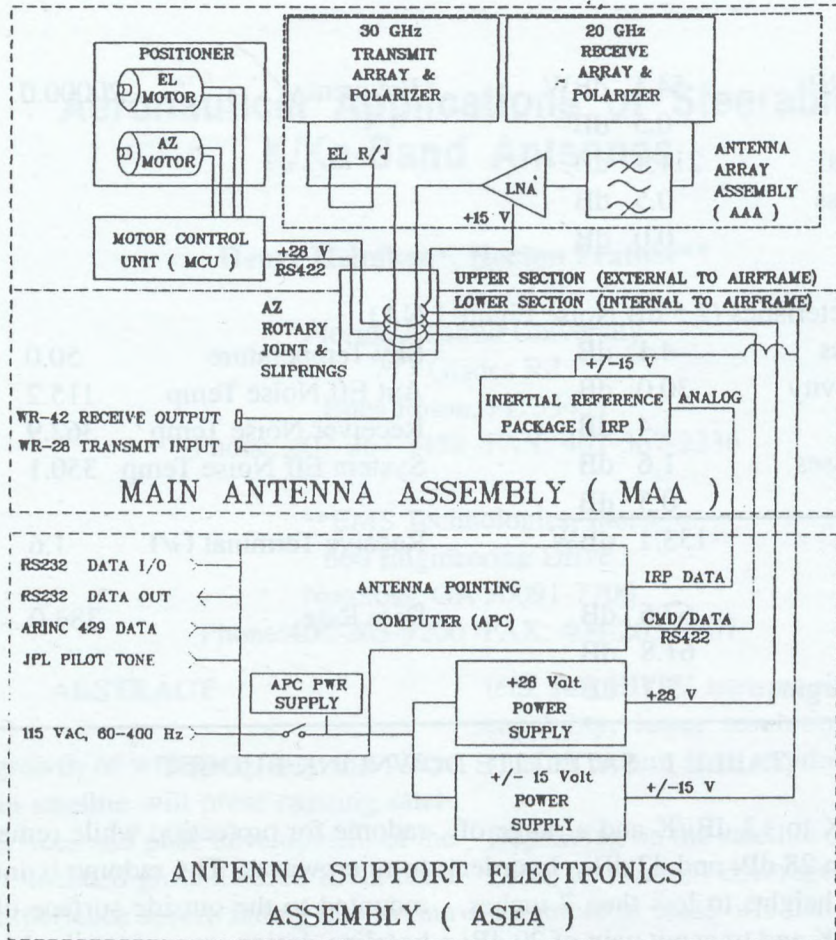 POSITIONER
EL
MOTOR
AZ
MOTOR
MOTOR CONTROL
UNIT ( MCU )
30 GHz
TRANSMIT
ARRAY &
POLARIZER
20 GHz
RECEIVE
ARRAY &
POLARIZER
EL R/J
LNA
ANTENNA
ARRAY
ASSEMBLY
( AAA )
+15 V
+28 V
RS422
UPPER SECTION (EXTERNAL TO AIRFRAME)
LOWER SECTION (INTERNAL TO AIRFRAME)
AZ
ROTARY
JOINT &
SLIPRINGS
+/-15 V
INERTIAL REFERENCE
PACKAGE ( IRP )
ANALOG
WR-42 RECEIVE OUTPUT
WR-28 TRANSMIT INPUT
MAIN ANTENNA ASSEMBLY ( MAA )
RS232 DATA I/O
RS232 DATA OUT
ARINC 429 DATA
JPL PILOT TONE
ANTENNA POINTING
COMPUTER (APC)
IRP DATA
CMD/DATA
RS422
APC PWR
SUPPLY
115 VAC, 60-400 Hz
+28 Volt
POWER
SUPPLY
+28 V
+/- 15 Volt
POWER
SUPPLY
+/-15 V
ANTENNA SUPPORT ELECTRONICS
ASSEMBLY ( ASEA )